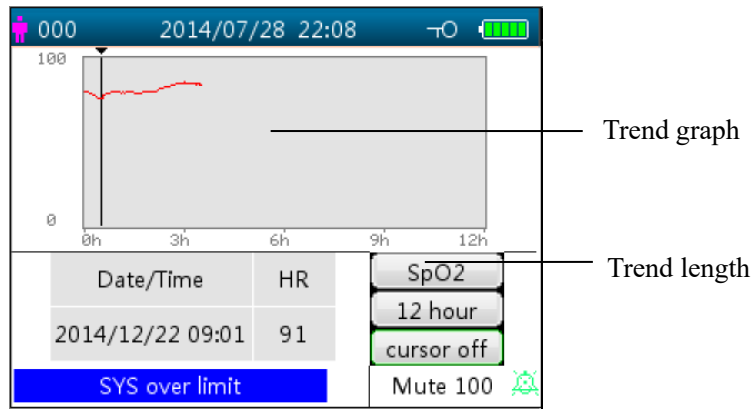 000 2014/07/28 22:08
100
Trend graph
0
0h 3h 6h 9h 12h
Trend length
Date/Time HR SpO2
12 hour
2014/12/22 09:01 91
cursor off
SYS over limit Mute 100